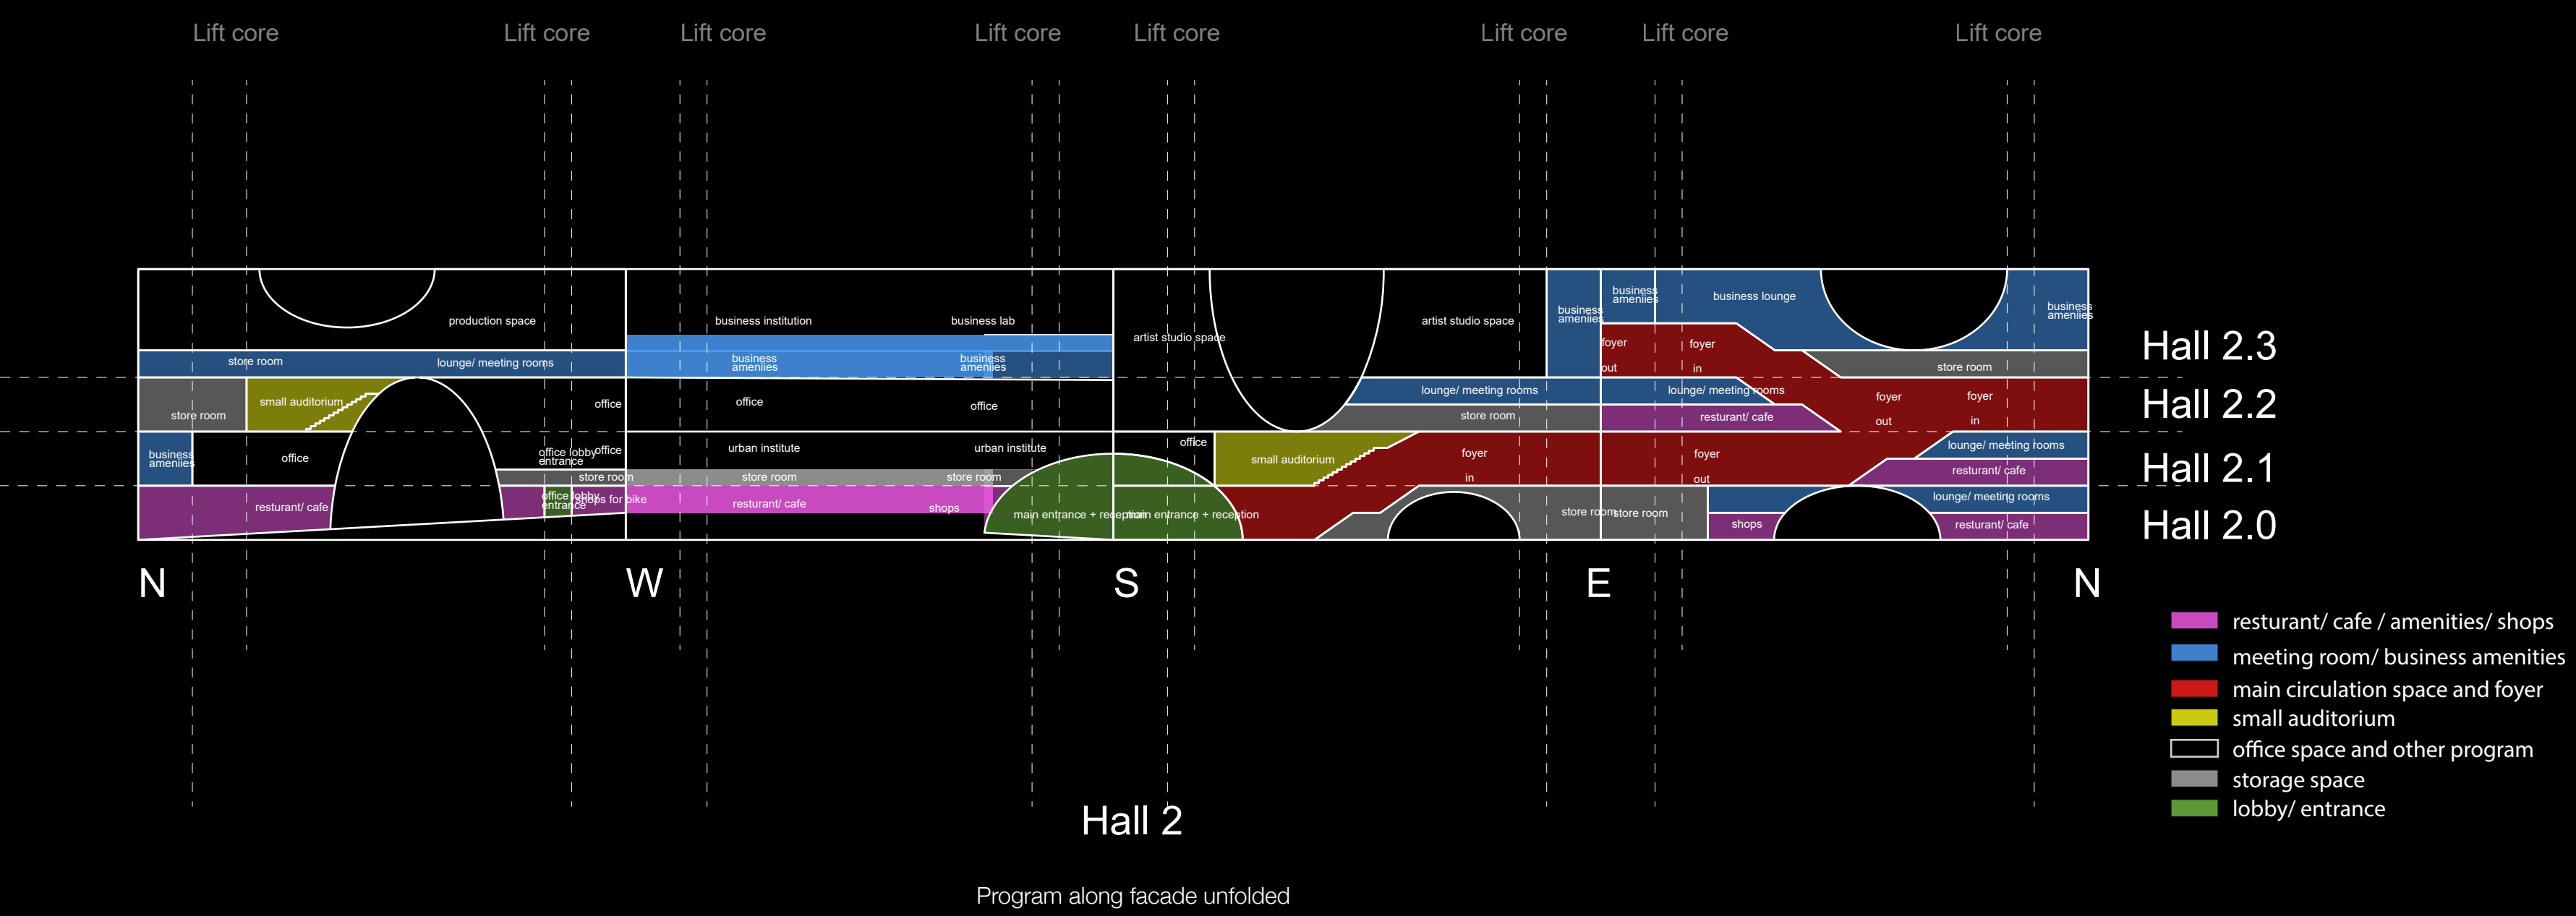 Lift core Lift core Lift core Lift core Lift core Lift core Lift core Lift core
production space
business institution
business lab
artist studio space
artist studio space
business
ameniies
business
ameniies
business lounge
business
ameniies
store room
lounge/ meeting rooms
business
ameniies
business
ameniies
foyer
out
foyer
in
store room
Hall 2.3
store room
small auditorium
office
office
office
lounge/ meeting rooms
store room
lounge/ meeting rooms
resturant/ cafe
foyer
out
foyer
in
Hall 2.2
business
ameniies
office
office lobby
entrance
office
store room
urban institute
store room
urban institute
store room
office
small auditorium
foyer
in
foyer
out
lounge/ meeting rooms
resturant/ cafe
Hall 2.1
resturant/ cafe
office lobby
entrance
shops for bike
resturant/ cafe
shops
main entrance + reception
main entrance + reception
store room
store room
shops
lounge/ meeting rooms
resturant/ cafe
Hall 2.0
N W S E N
resturant/ cafe / amenities/ shops
meeting room/ business amenities
main circulation space and foyer
small auditorium
office space and other program
storage space
lobby/ entrance
Hall 2
Program along facade unfolded